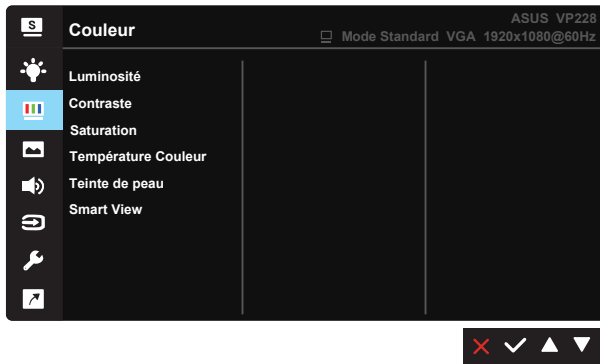 S
Couleur
ASUS VP228
Mode Standard VGA 1920x1080@60Hz
Luminosité
Contraste
Saturation
Température Couleur
Teinte de peau
Smart View